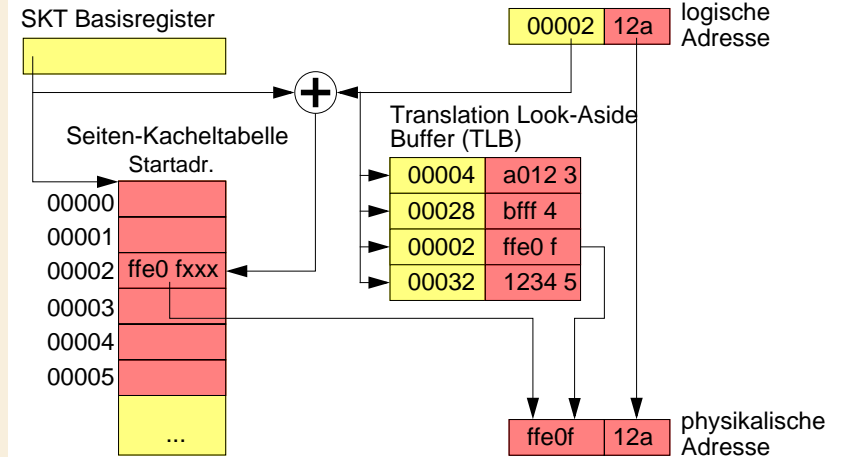 SKT Basisregister
00002 12a
logische
Adresse
Translation Look-Aside
Buffer (TLB)
Seiten-Kacheltabelle
Startadr.
00004 a012 3
00028 bfff 4
00002 ffe0 f
00032 1234 5
00000
00001
00002 ffe0 fxxx
00003
00004
00005
...
ffe0f 12a
physikalische
Adresse